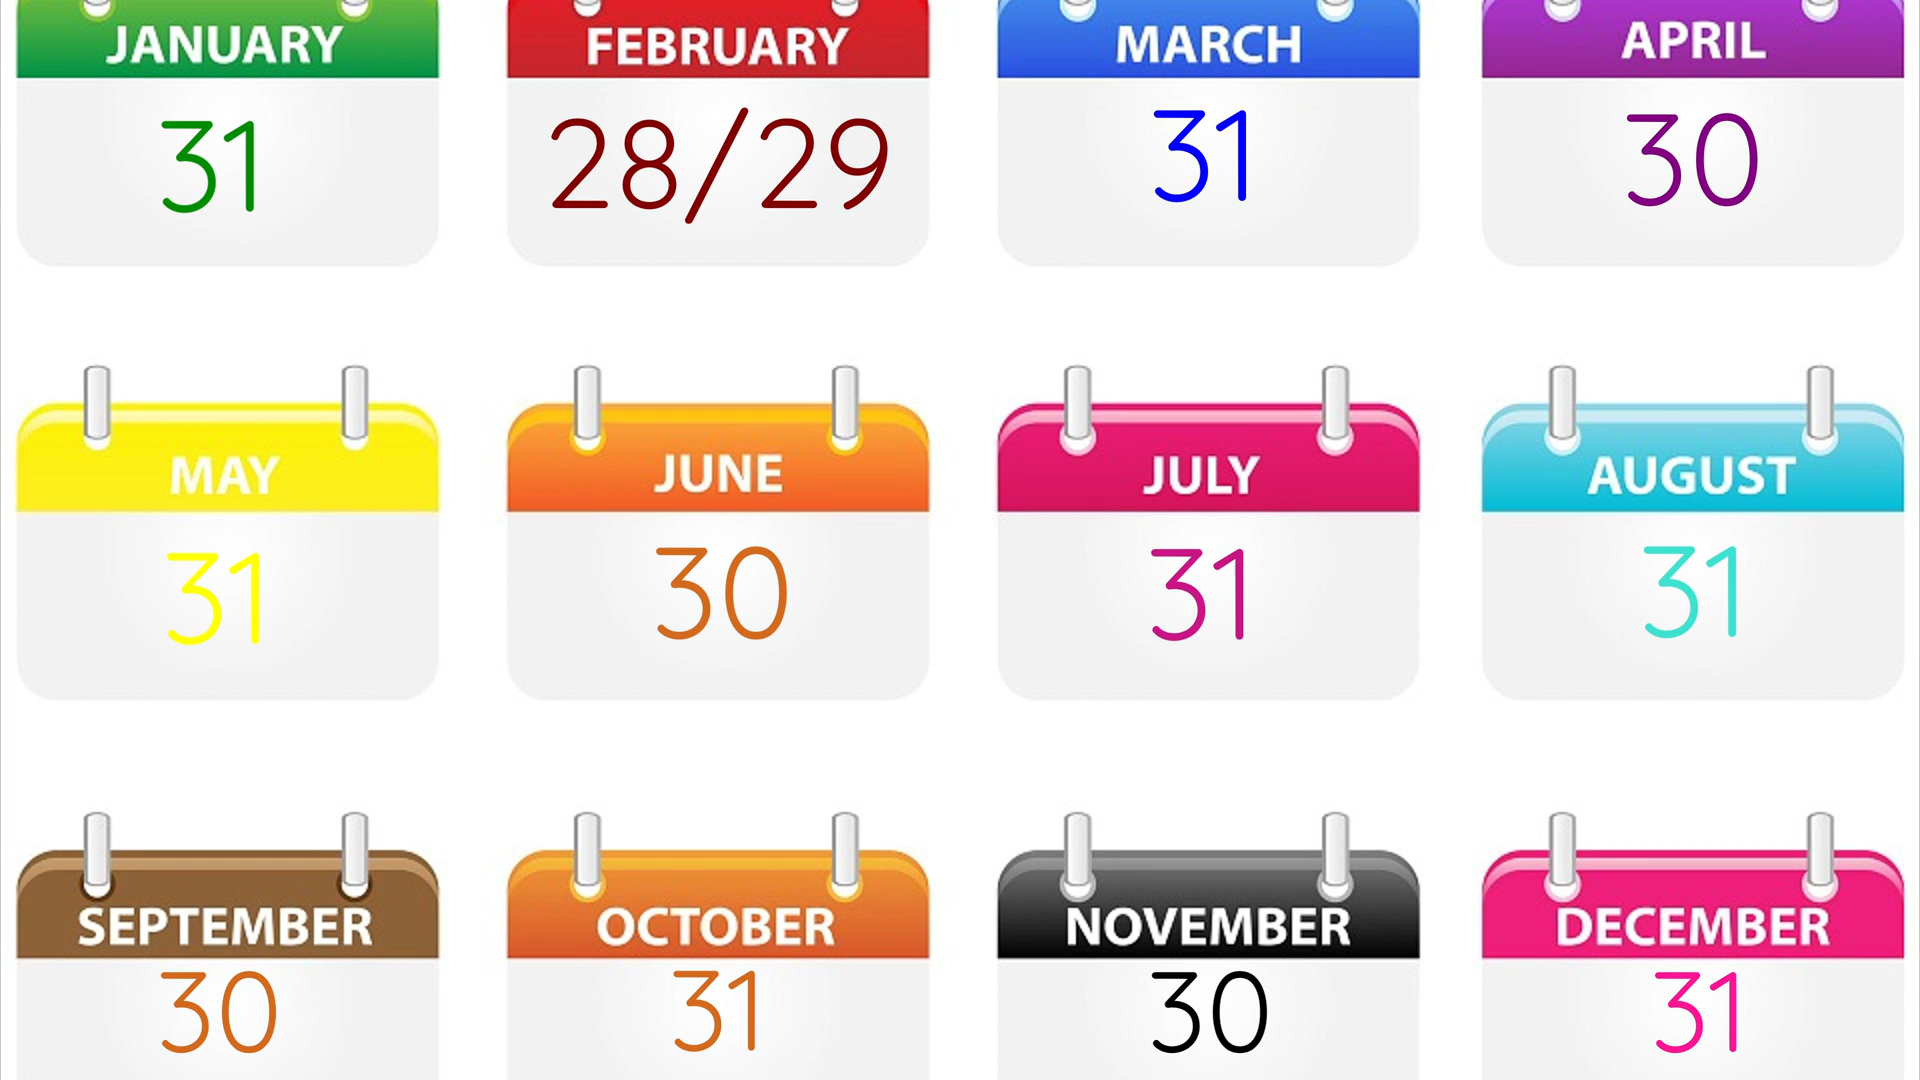 JANUARY
31
FEBRUARY
28/29
MARCH
31
APRIL
30
MAY
31
JUNE
30
JULY
31
AUGUST
31
SEPTEMBER
30
OCTOBER
31
NOVEMBER
30
DECEMBER
31